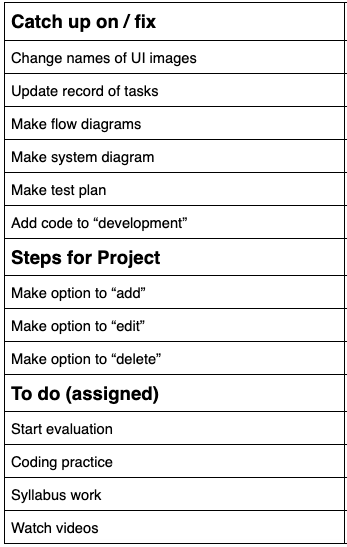 Catch up on / fix
Change names of UI images
Update record of tasks
Make flow diagrams
Make system diagram
Make test plan
Add code to “development”
Steps for Project
Make option to “add”
Make option to “edit”
Make option to “delete”
To do (assigned)
Start evaluation
Coding practice
Syllabus work
Watch videos